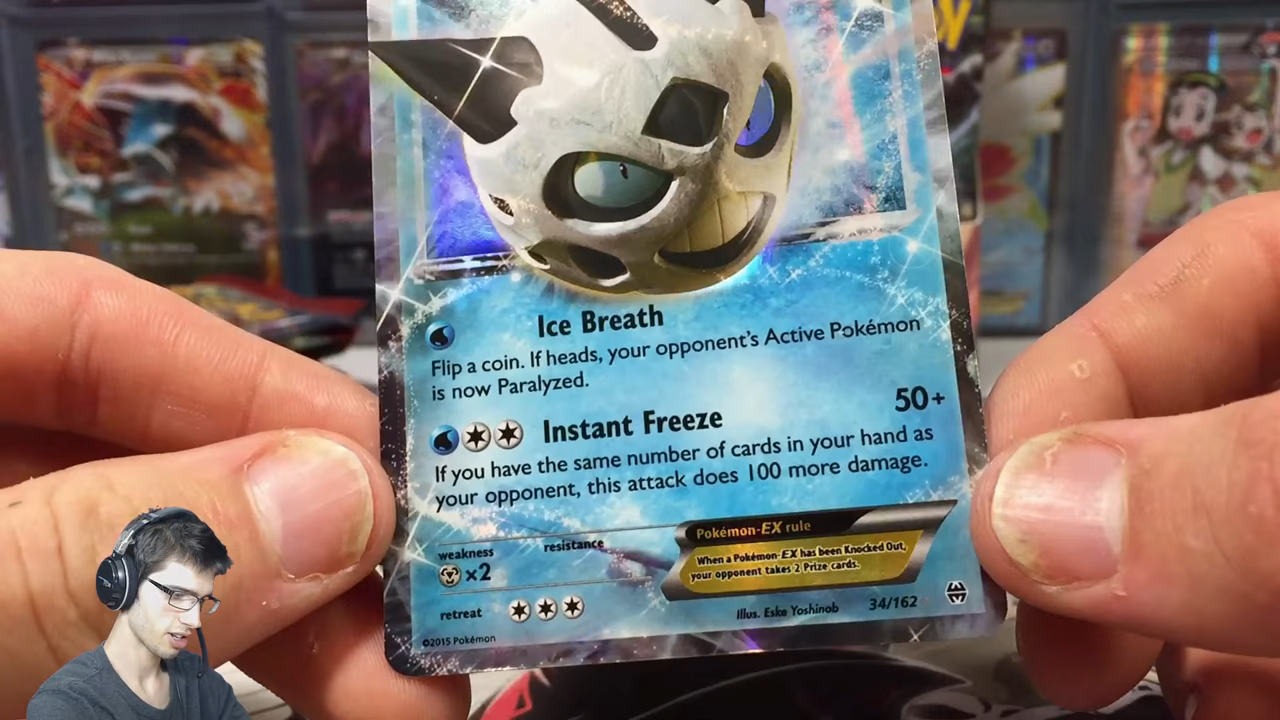 Ice Breath
Flip a coin. If heads, your opponent's Active Pokémon
is now Paralyzed.
Instant Freeze 50+
If you have the same number of cards in your hand as
your opponent, this attack does 100 more damage.
weakness resistance
x2
retreat
Pokémon-EX rule
When a Pokémon-EX has been Knocked Out,
your opponent takes 2 Prize cards.
Illus. Eske Yoshinob 34/162
©2015 Pokémon